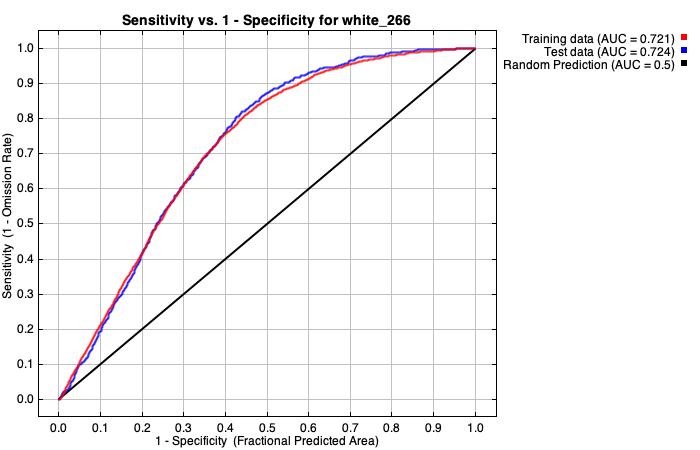 Sensitivity vs. 1 - Specificity for white_266
Training data (AUC = 0.721)
Test data (AUC = 0.724)
Random Prediction (AUC = 0.5)
Sensitivity (1 - Omission Rate)
1.0
0.9
0.8
0.7
0.6
0.5
0.4
0.3
0.2
0.1
0.0
0.0 0.1 0.2 0.3 0.4 0.5 0.6 0.7 0.8 0.9 1.0
1 - Specificity (Fractional Predicted Area)